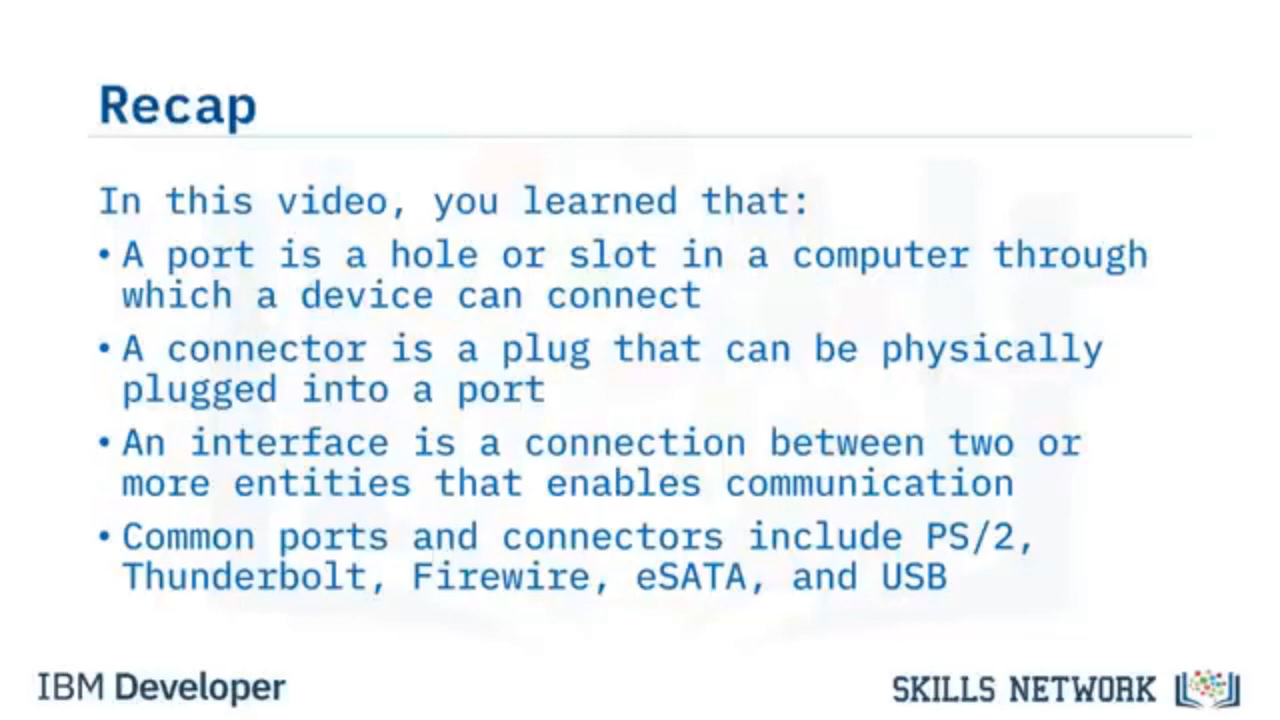 Recap
In this video, you learned that:
• A port is a hole or slot in a computer through
which a device can connect
• A connector is a plug that can be physically
plugged into a port
• An interface is a connection between two or
more entities that enables communication
• Common ports and connectors include PS/2,
Thunderbolt, Firewire, eSATA, and USB
IBM Developer
SKILLS NETWORK